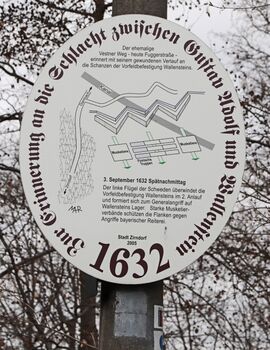 Zur Erinnerung an die Schlacht zwischen Gustav Adolf und Wallenstein
Der ehemalige
Vestner Weg - heute Fuggerstraße -
erinnert mit seinem gewundenen Verlauf an
die Schanzen der Vorfeldbefestigung Wallensteins.
Musketiere
Musketiere
3. September 1632 Spätnachmittag
Der linke Flügel der Schweden überwindet die
Vorfeldbefestigung Wallensteins im 2. Anlauf
und formiert sich zum Generalangriff auf
Wallensteins Lager. Starke Musketier-
verbände schützen die Flanken gegen
Angriffe bayerischer Reiterei.
Stadt Zirndorf
2005
1632